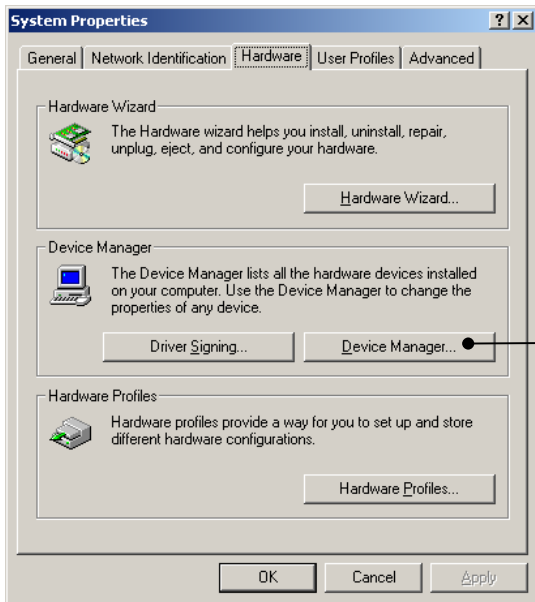 System Properties
General Network Identification Hardware User Profiles Advanced
Hardware Wizard
The Hardware wizard helps you install, uninstall, repair,
unplug, eject, and configure your hardware.
Hardware Wizard...
Device Manager
The Device Manager lists all the hardware devices installed
on your computer. Use the Device Manager to change the
properties of any device.
Driver Signing... Device Manager...
Hardware Profiles
Hardware profiles provide a way for you to set up and store
different hardware configurations.
Hardware Profiles...
OK Cancel Apply